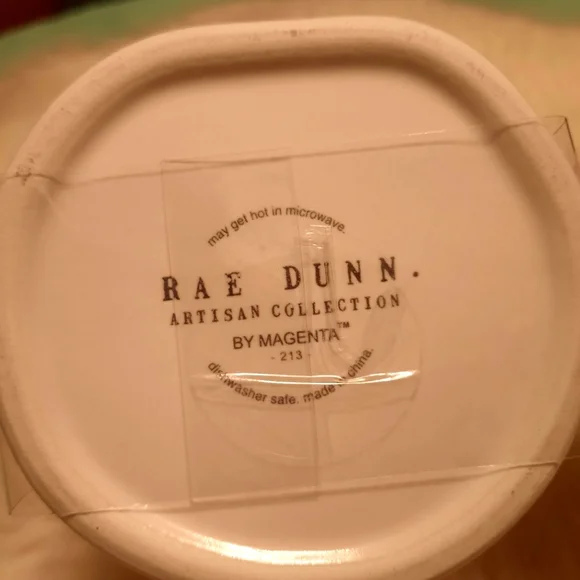 may get hot in microwave.
RAE DUNN.
ARTISAN COLLECTION
BY MAGENTA™
- 213 -
dishwasher safe. made in china.